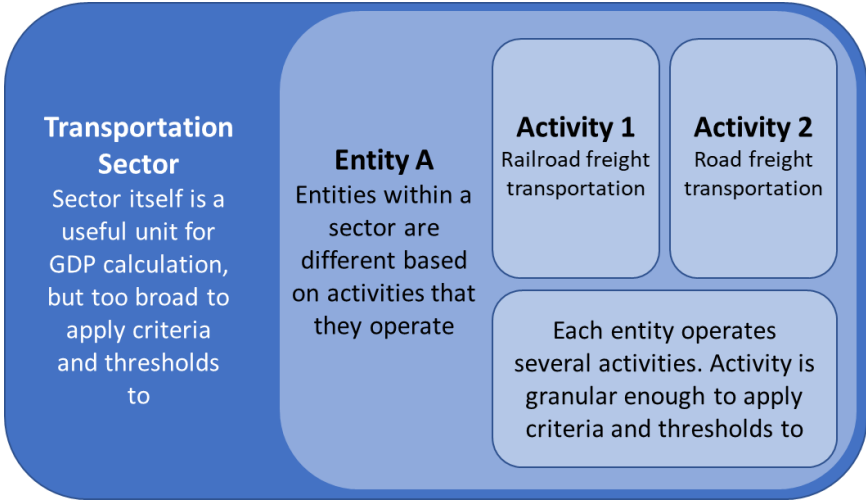 Transportation
Sector
Sector itself is a
useful unit for
GDP calculation,
but too broad to
apply criteria
and thresholds
to
Entity A
Entities within a
sector are
different based
on activities that
they operate
Activity 1
Railroad freight
transportation
Activity 2
Road freight
transportation
Each entity operates
several activities. Activity is
granular enough to apply
criteria and thresholds to